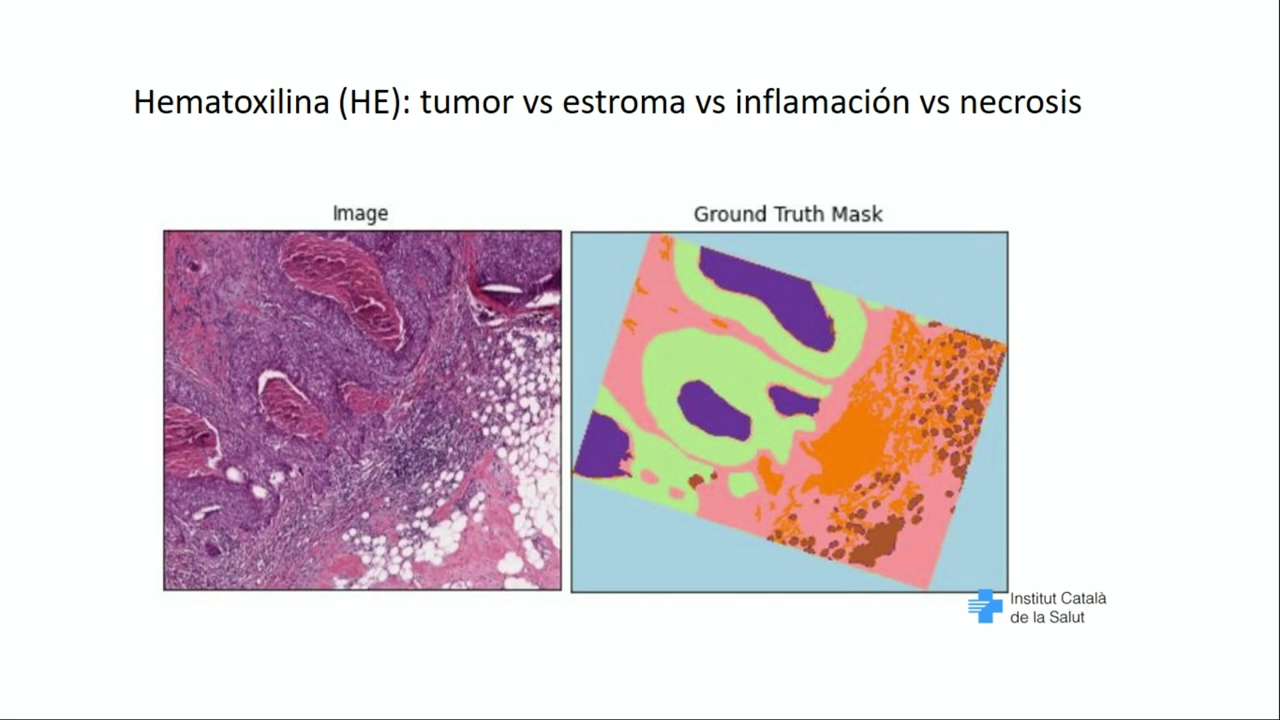 Hematoxilina (HE): tumor vs estroma vs inflamación vs necrosis
Image
Ground Truth Mask
Institut Català
de la Salut